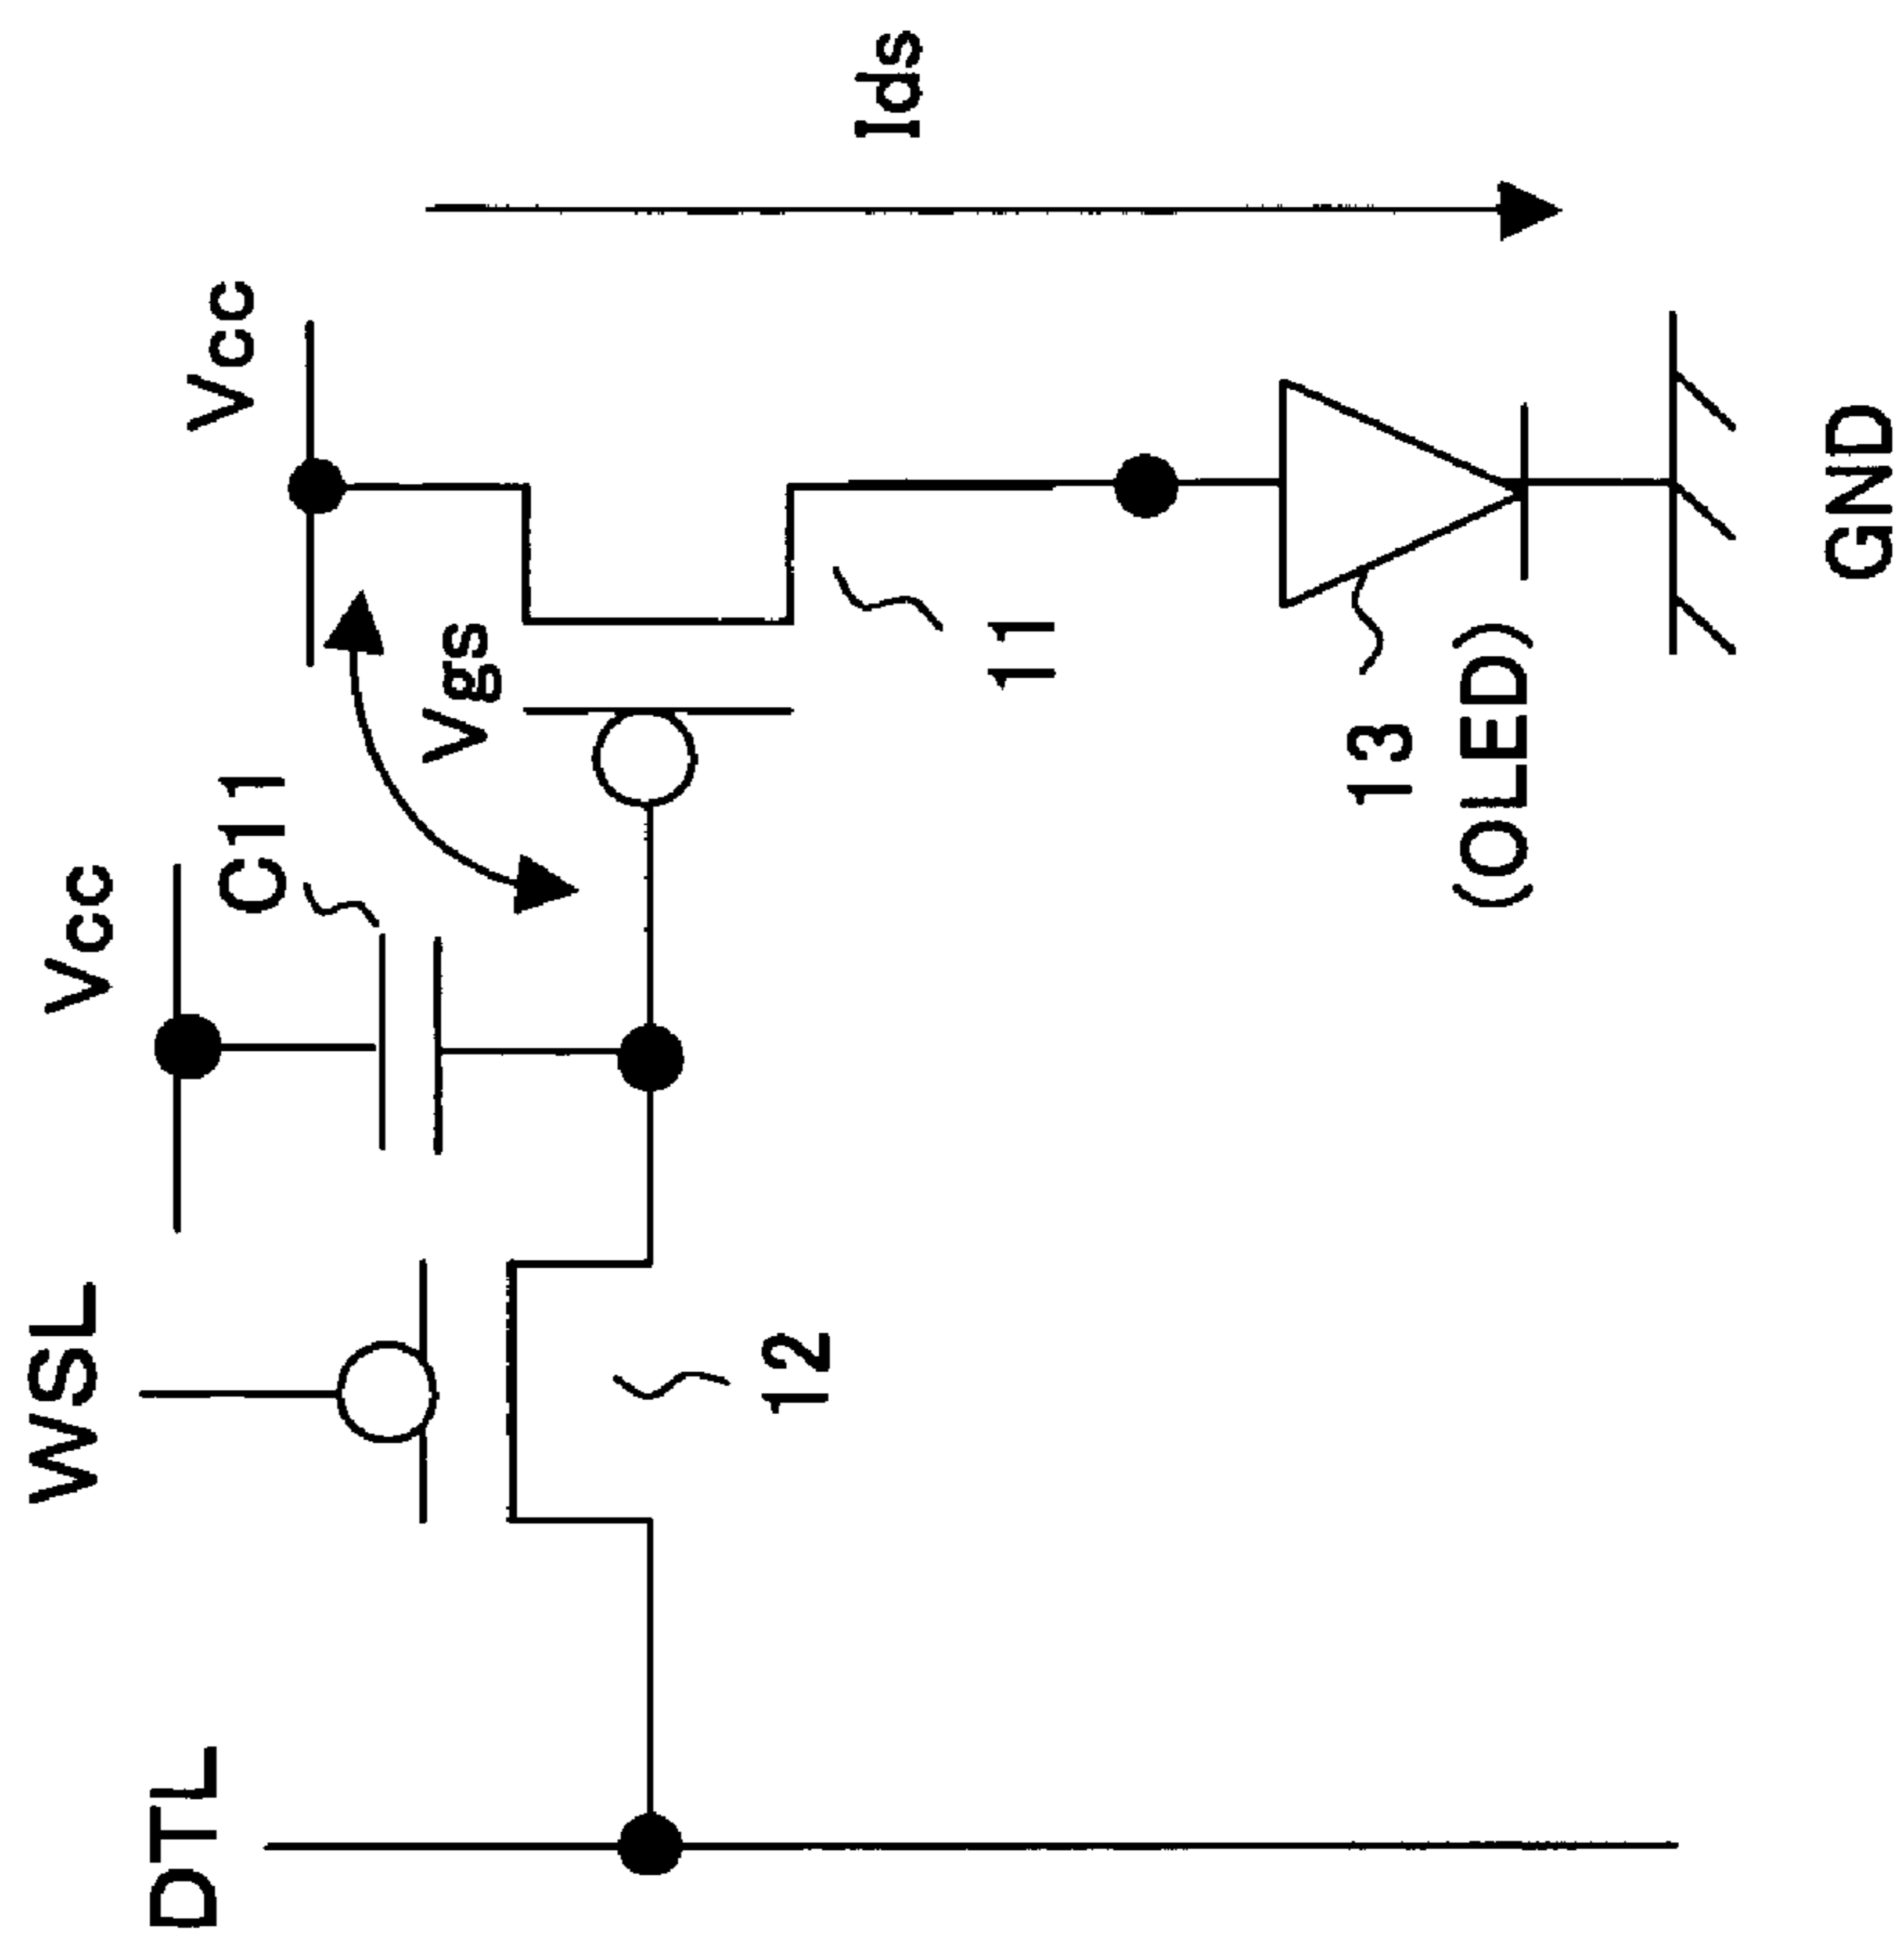 DTL
WSL
Vcc
C11
Vcc
Vgs
Ids
12
11
13
(OLED)
GND